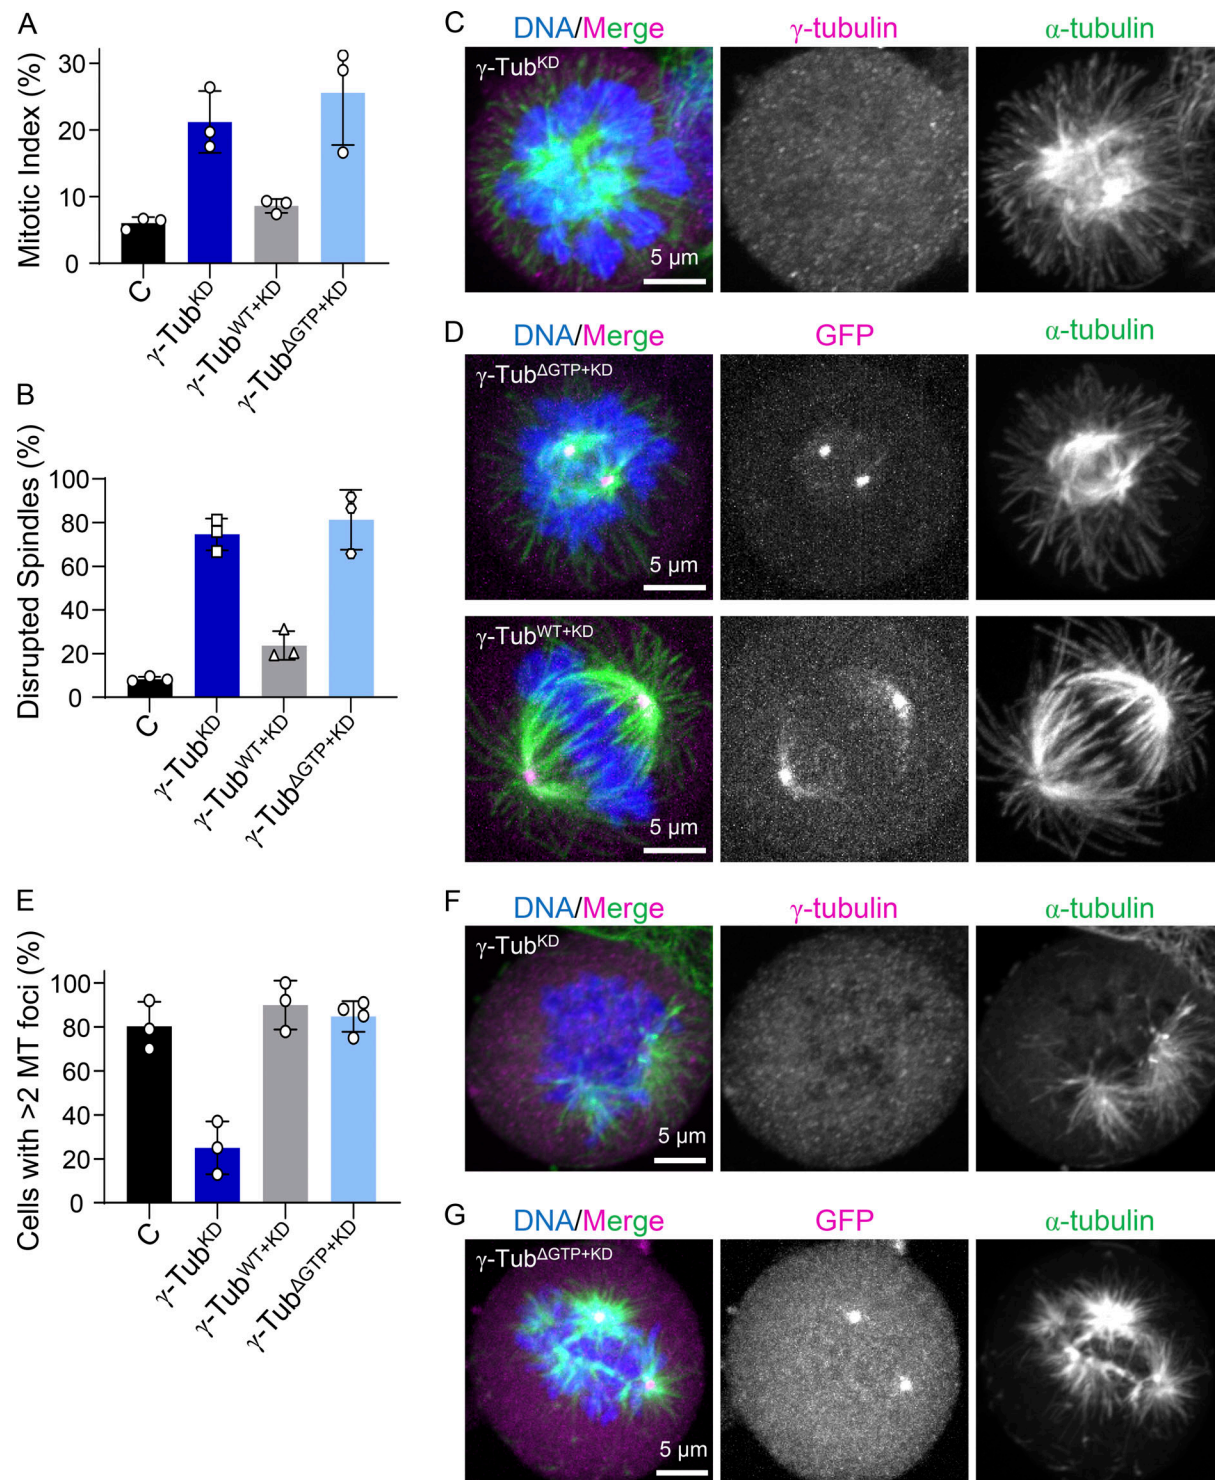 A
Mitotic Index (%)
30
20
10
0
C
γ-Tub^KD
γ-Tub^WT+KD
γ-Tub^ΔGTP+KD
B
Disrupted Spindles (%)
100
80
60
40
20
0
C
γ-Tub^KD
γ-Tub^WT+KD
γ-Tub^ΔGTP+KD
C
DNA/Merge
γ-tubulin
α-tubulin
γ-Tub^KD
5 μm
D
DNA/Merge
GFP
α-tubulin
γ-Tub^ΔGTP+KD
5 μm
γ-Tub^WT+KD
5 μm
E
Cells with >2 MT foci (%)
100
80
60
40
20
0
C
γ-Tub^KD
γ-Tub^WT+KD
γ-Tub^ΔGTP+KD
F
DNA/Merge
γ-tubulin
α-tubulin
γ-Tub^KD
5 μm
G
DNA/Merge
GFP
α-tubulin
γ-Tub^ΔGTP+KD
5 μm